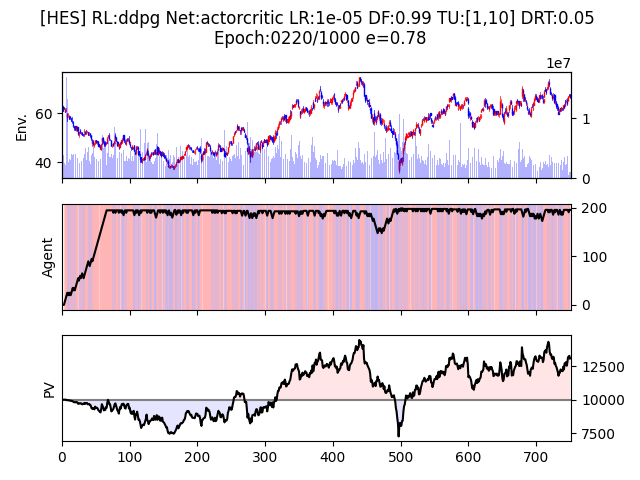 [HES] RL:ddpg Net:actorcritic LR:1e-05 DF:0.99 TU:[1,10] DRT:0.05
Epoch:0220/1000 e=0.78
1e7
Env.
60
40
1
0
Agent
200
100
0
PV
12500
10000
7500
0 100 200 300 400 500 600 700